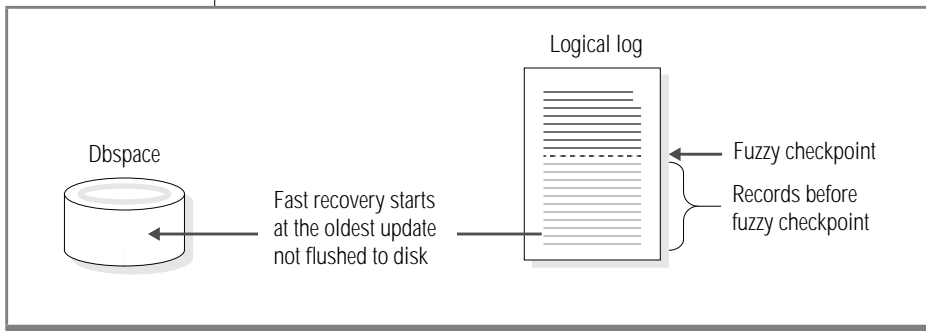 Logical log
Dbspace
Fuzzy checkpoint
Records before
fuzzy checkpoint
Fast recovery starts
at the oldest update
not flushed to disk